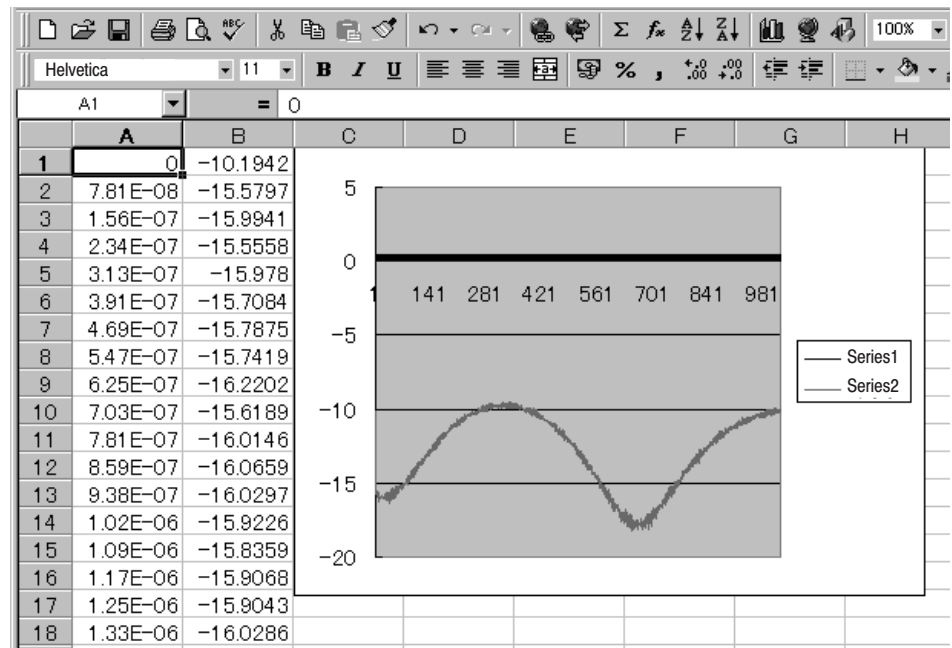 ABC Σ fx A Z Z A 100%
Helvetica 11 B I U % , +.0 .00 .00 +.0
A1 = 0
A B C D E F G H
1 0 -10.1942
2 7.81E-08 -15.5797
3 1.56E-07 -15.9941
4 2.34E-07 -15.5558
5 3.13E-07 -15.978
6 3.91E-07 -15.7084
7 4.69E-07 -15.7875
8 5.47E-07 -15.7419
9 6.25E-07 -16.2202
10 7.03E-07 -15.6189
11 7.81E-07 -16.0146
12 8.59E-07 -16.0659
13 9.38E-07 -16.0297
14 1.02E-06 -15.9226
15 1.09E-06 -15.8359
16 1.17E-06 -15.9068
17 1.25E-06 -15.9043
18 1.33E-06 -16.0286
5
0
1 141 281 421 561 701 841 981
-5
-10
-15
-20
Series1
Series2